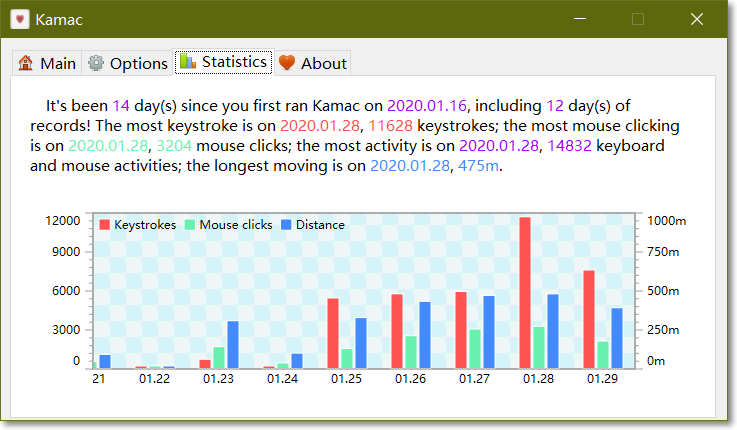 Kamac
Main Options Statistics About
It's been 14 day(s) since you first ran Kamac on 2020.01.16, including 12 day(s) of
records! The most keystroke is on 2020.01.28, 11628 keystrokes; the most mouse clicking
is on 2020.01.28, 3204 mouse clicks; the most activity is on 2020.01.28, 14832 keyboard
and mouse activities; the longest moving is on 2020.01.28, 475m.
12000 Keystrokes Mouse clicks Distance 1000m
9000 750m
6000 500m
3000 250m
0 0m
21 01.22 01.23 01.24 01.25 01.26 01.27 01.28 01.29